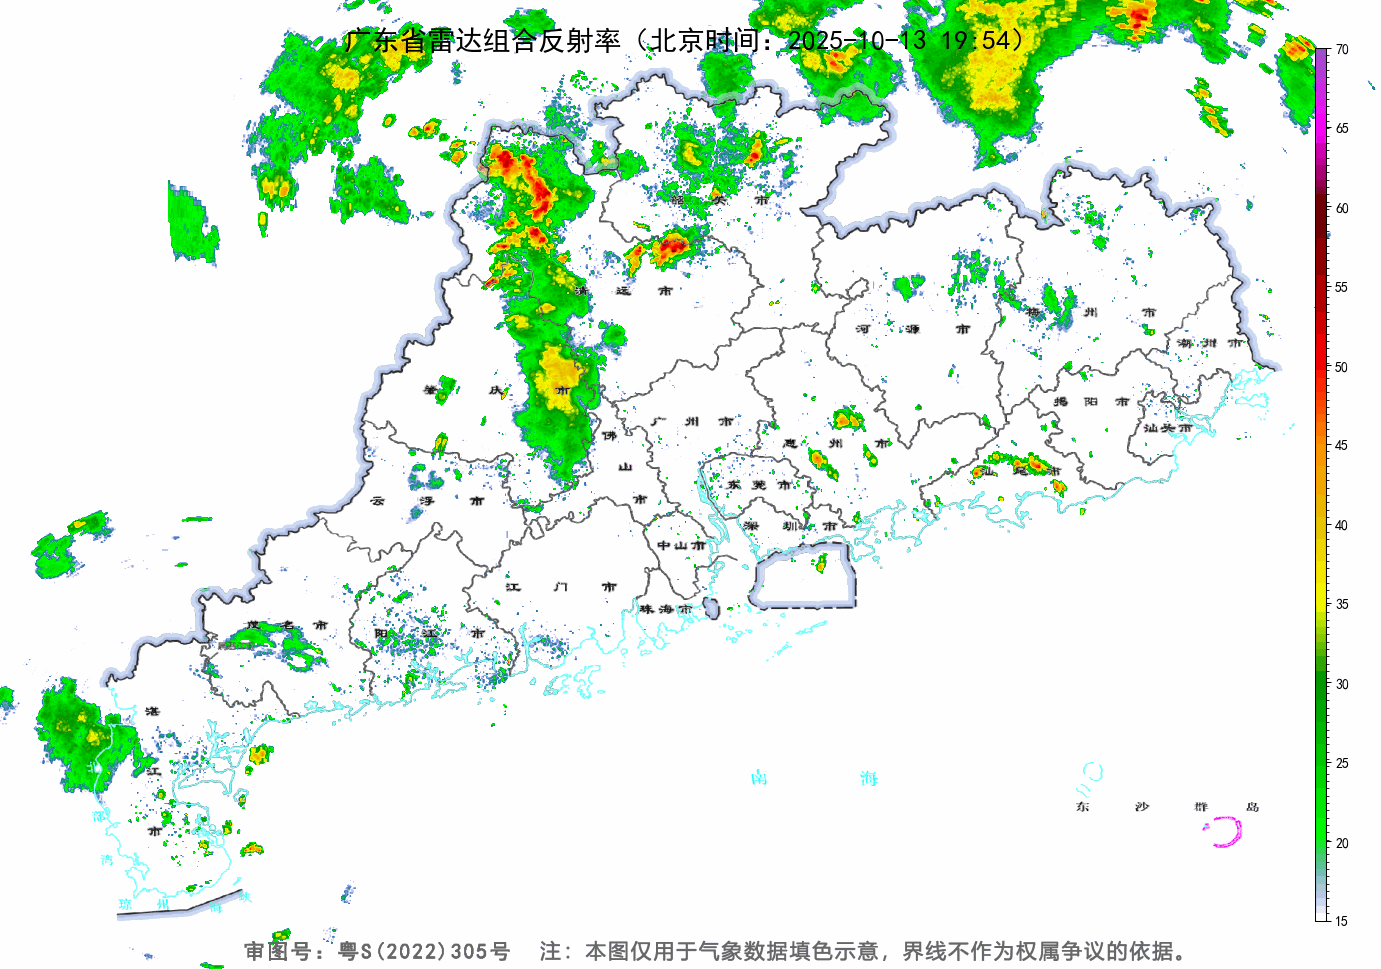 广东省雷达组合反射率（北京时间：2025-10-13 19:54）
70
65
60
55
50
45
40
35
30
25
20
15
韶关市
清远市
河源市
梅州市
潮州市
肇庆市
广州市
揭阳市
汕头市
佛山市
惠州市
汕尾市
东莞市
云浮市
深圳市
中山市
江门市
珠海市
茂名市
阳江市
湛江市
南海
东沙群岛
部湾
琼州海峡
审图号：粤S(2022)305号 注：本图仅用于气象数据填色示意，界线不作为权属争议的依据。